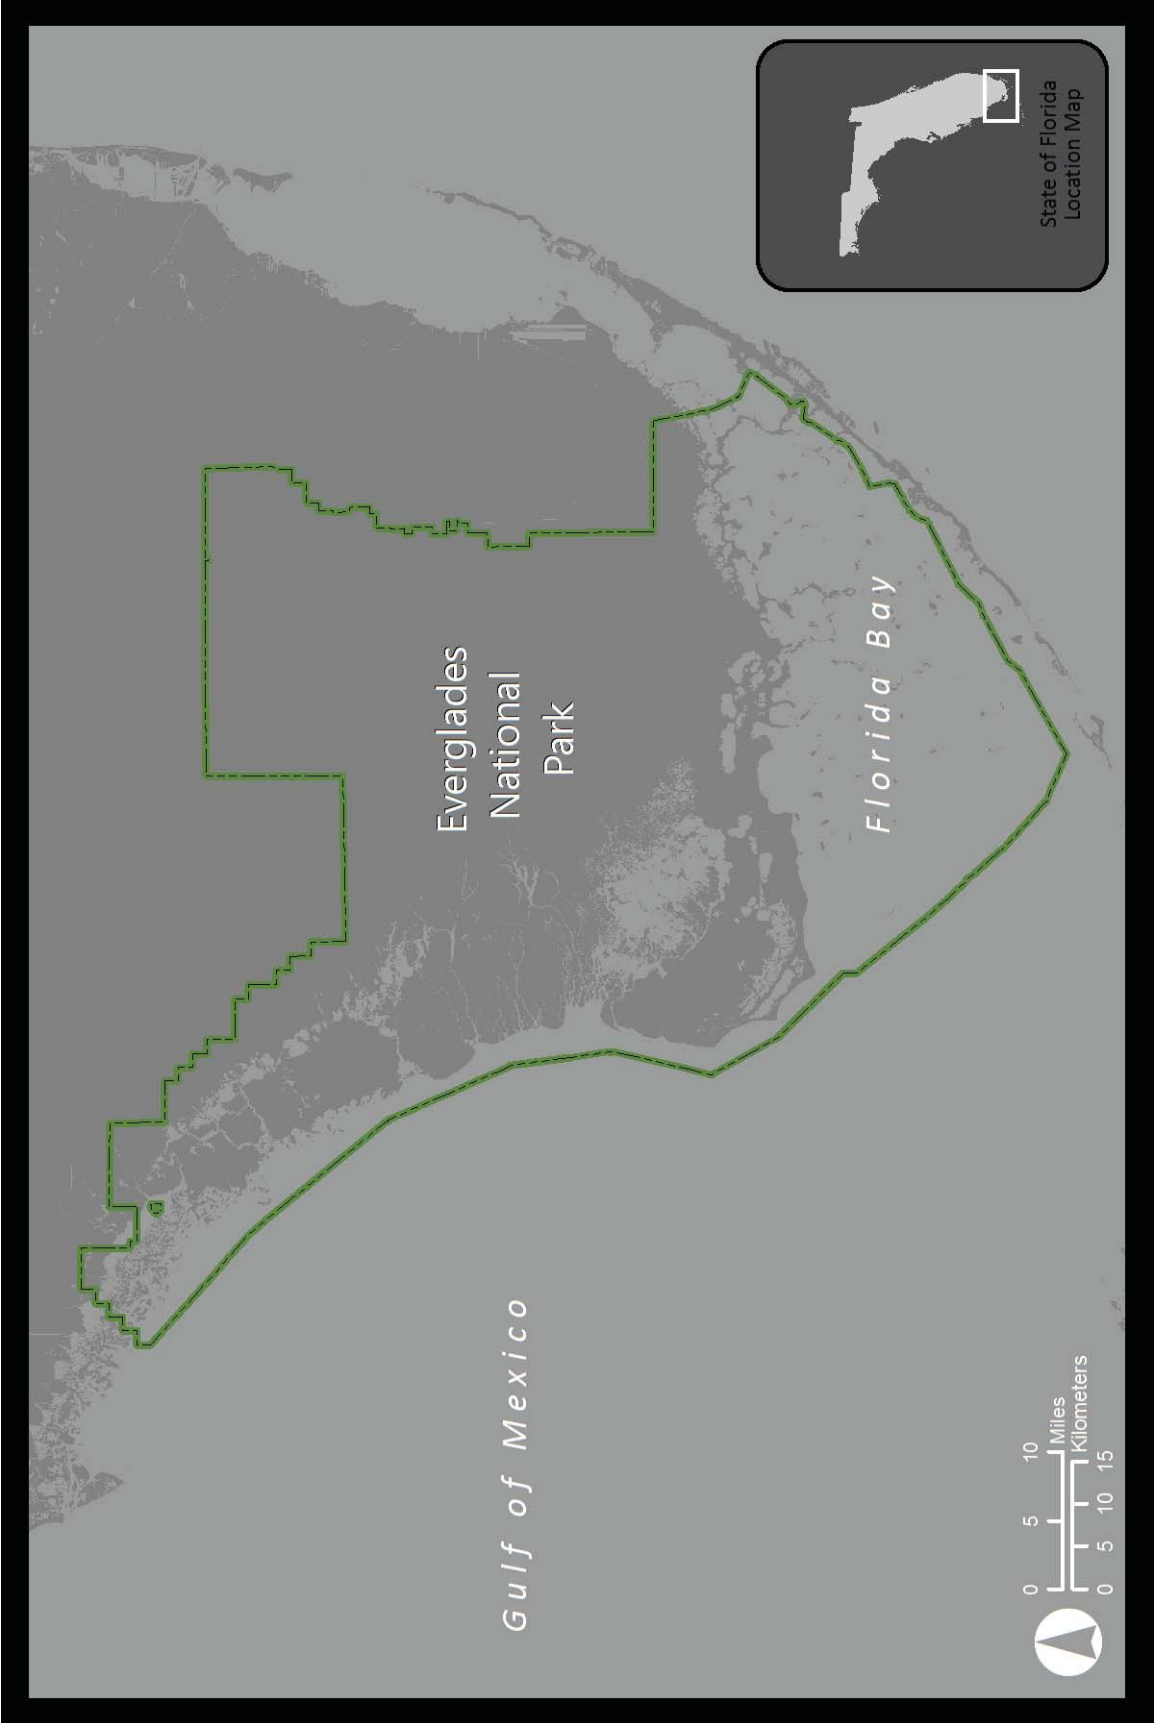 Everglades
National
Park
Florida Bay
Gulf of Mexico
State of Florida
Location Map
0 5 10
Miles
Kilometers
0 5 10 15